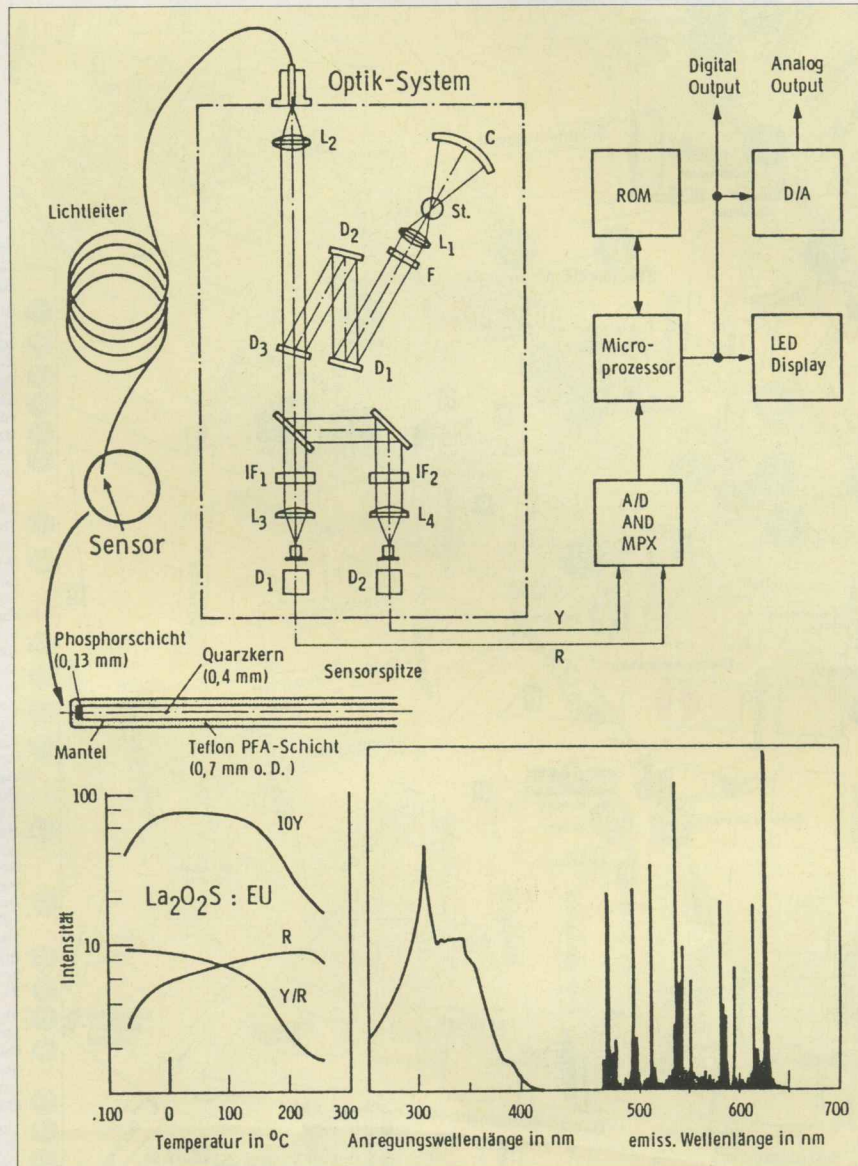 Optik-System
Digital
Output
Analog
Output
L2
C
St.
L1
F
ROM
D/A
Lichtleiter
D2
D3
D1
Micro-
prozessor
LED
Display
IF1
IF2
L3
L4
A/D
AND
MPX
Sensor
D1
D2
Y
R
Phosphorschicht
(0,13 mm)
Quarzkern
(0,4 mm)
Sensorspitze
Mantel
Teflon PFA-Schicht
(0,7 mm o. D.)
100
10
Intensität
10Y
La2O2S : EU
R
Y/R
.100 0 100 200 300
Temperatur in °C
300 400 500 600 700
Anregungswellenlänge in nm
emiss. Wellenlänge in nm